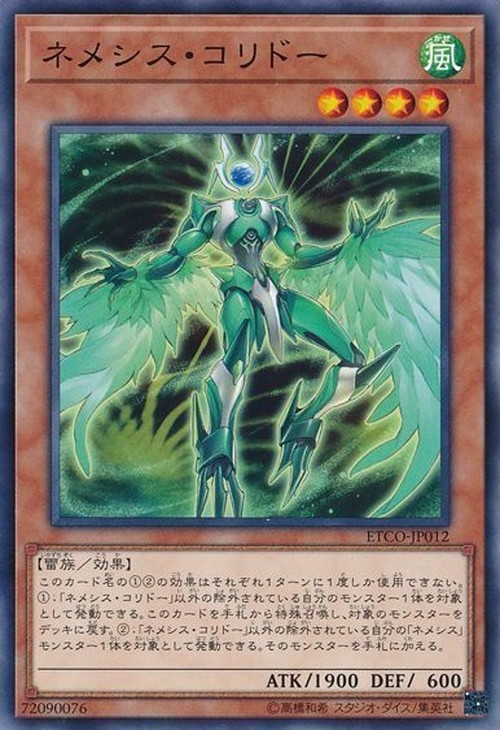 ネメシス・コリドー
風
ETCO-JP012
【雷族／効果】
このカード名の①②の効果はそれぞれ1ターンに1度しか使用できない。
①：「ネメシス・コリドー」以外の除外されている自分のモンスター1体を対象
として発動できる。このカードを手札から特殊召喚し、対象のモンスターを
デッキに戻す。②：「ネメシス・コリドー」以外の除外されている自分の「ネメシス」
モンスター1体を対象として発動できる。そのモンスターを手札に加える。
ATK/1900 DEF/ 600
72090076
©高橋和希 スタジオ・ダイス/集英社